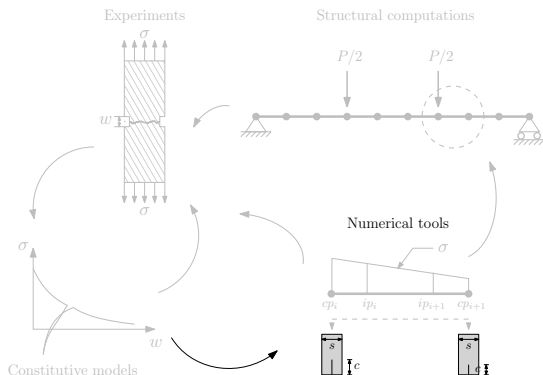 Experiments
Structural computations
σ
P/2
P/2
w
σ
Numerical tools
σ
σ
cp_i
ip_i
ip_{i+1}
cp_{i+1}
w
s
s
c
c
Constitutive models